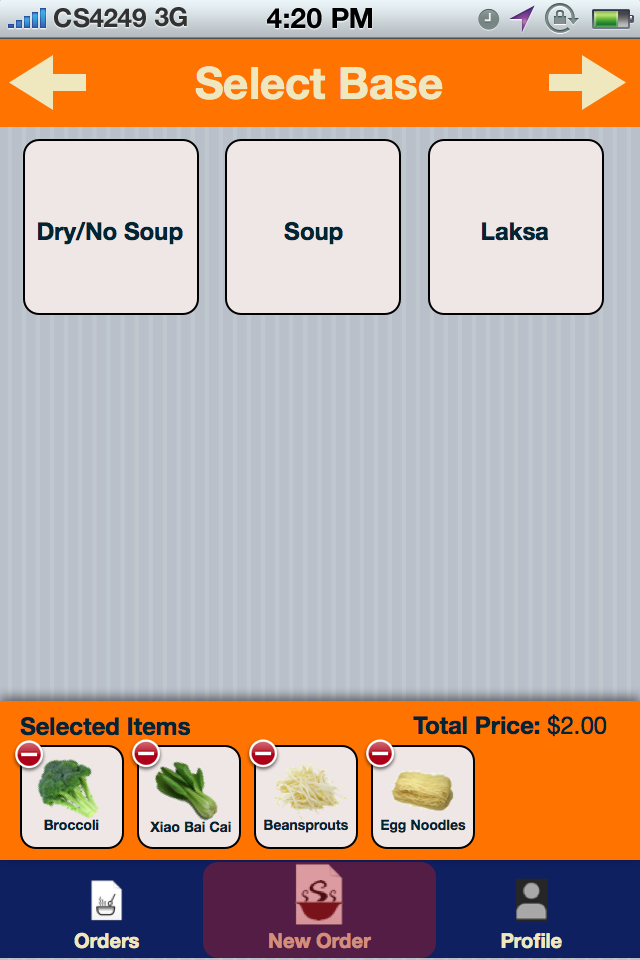 CS4249 3G 4:20 PM
Select Base
Dry/No Soup Soup Laksa
Selected Items Total Price: $2.00
Broccoli Xiao Bai Cai Beansprouts Egg Noodles
Orders New Order Profile